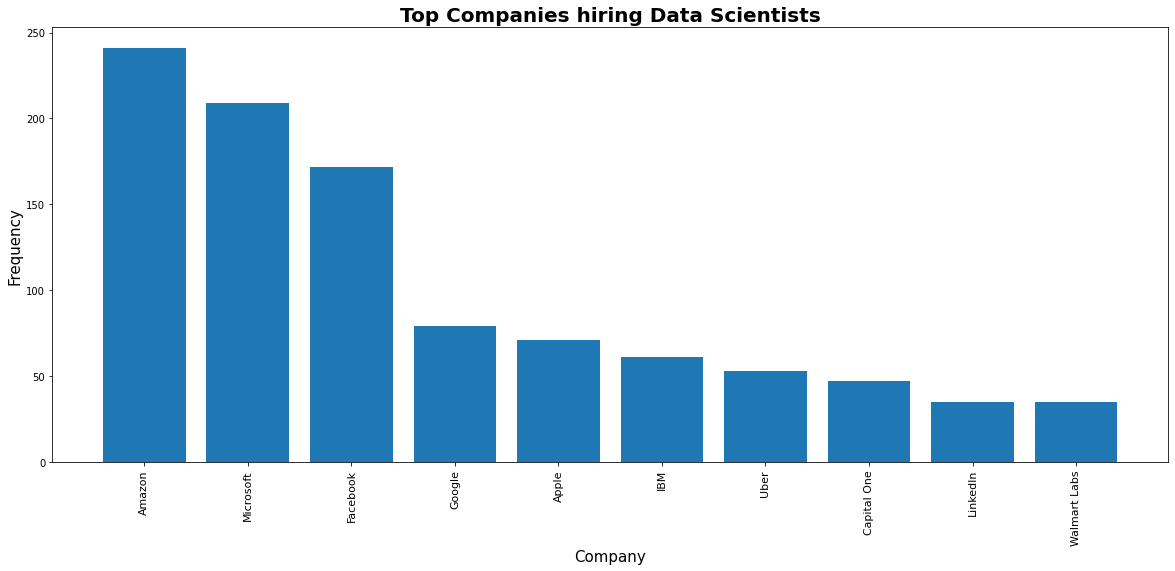 Top Companies hiring Data Scientists
Frequency
250
200
150
100
50
0
Amazon
Microsoft
Facebook
Google
Apple
IBM
Uber
Capital One
LinkedIn
Walmart Labs
Company